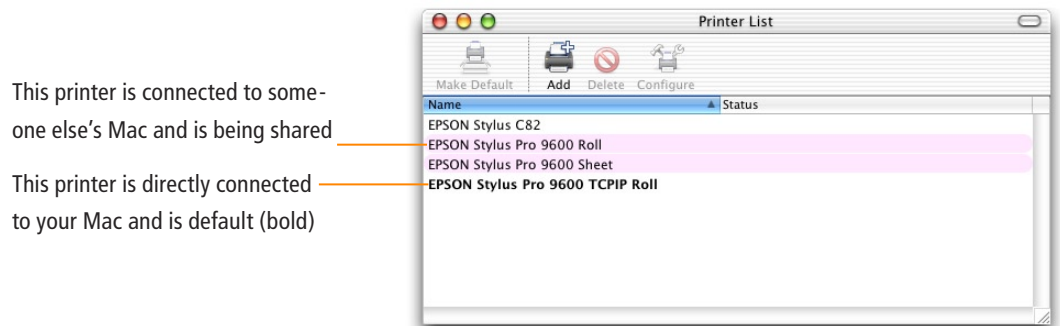 This printer is connected to some-
one else's Mac and is being shared
This printer is directly connected
to your Mac and is default (bold)
Printer List
Make Default Add Delete Configure
Name Status
EPSON Stylus C82
EPSON Stylus Pro 9600 Roll
EPSON Stylus Pro 9600 Sheet
EPSON Stylus Pro 9600 TCPIP Roll